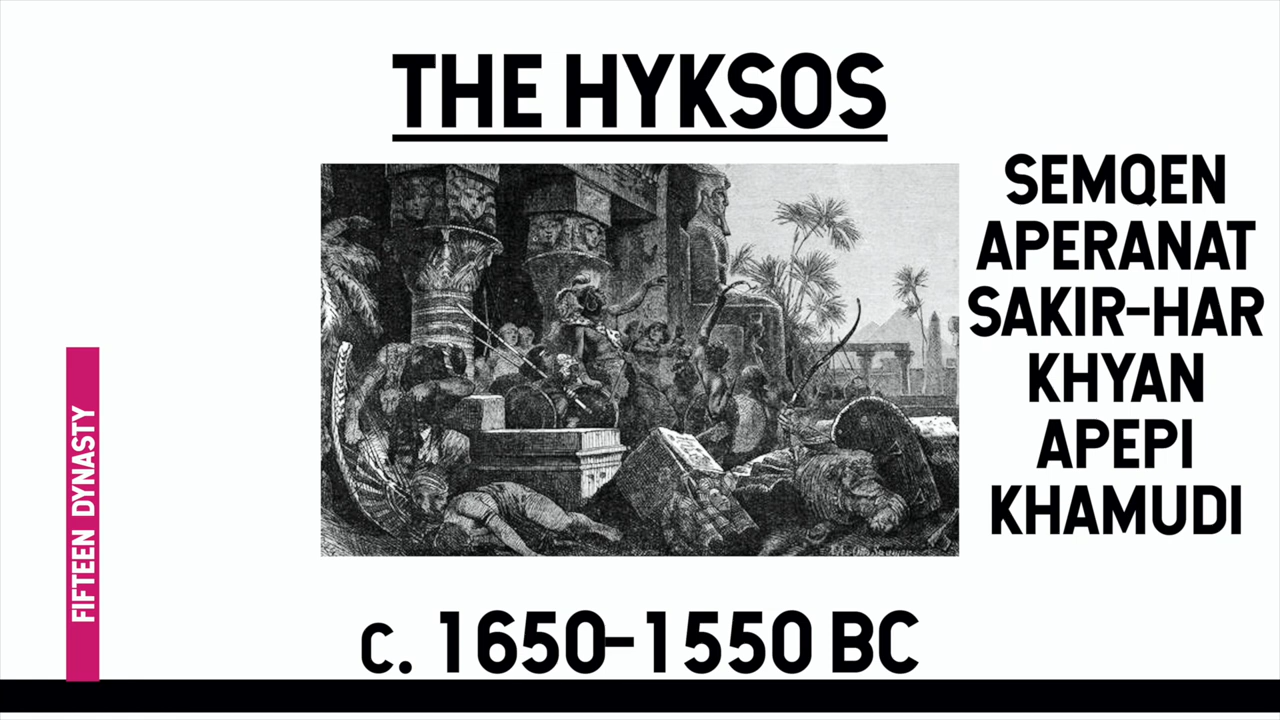 THE HYKSOS
SEMQEN
APERANAT
SAKIR-HAR
KHYAN
APEPI
KHAMUDI
FIFTEEN DYNASTY
c. 1650-1550 BC